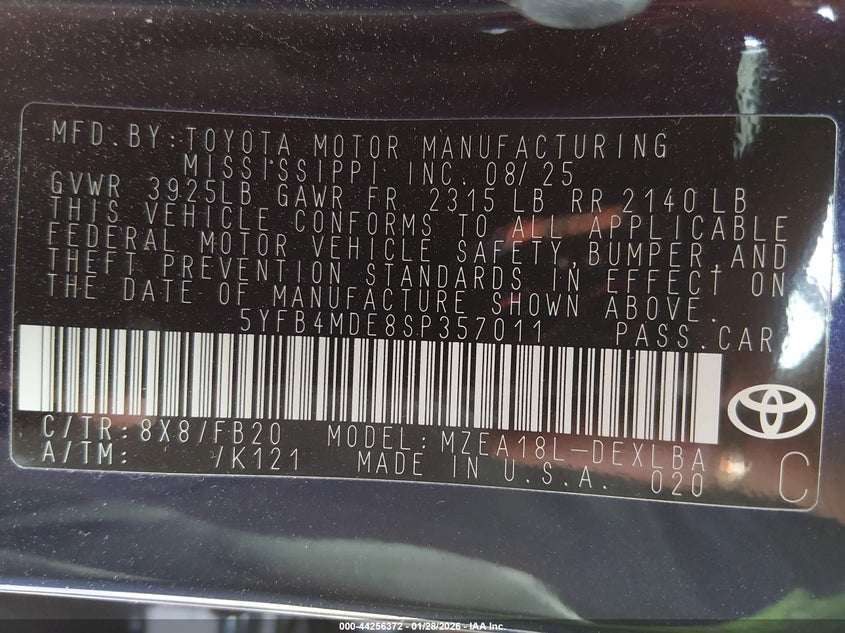 MFD.BY:TOYOTA MOTOR MANUFACTURING
MISSISSIPPI INC. 08/25
GVWR 3925LB GAWR FR 2315 LB RR 2140 LB
THIS VEHICLE CONFORMS TO ALL APPLICABLE
FEDERAL MOTOR VEHICLE SAFETY,BUMPER,AND
THEFT PREVENTION STANDARDS IN EFFECT ON
THE DATE OF MANUFACTURE SHOWN ABOVE.
5YFB4MDE8SP357011 PASS.CAR
C/TR:8X8/FB20 MODEL:MZEA18L-DEXLBA
A/TM: /K121 MADE IN U.S.A. 020
C
000-44256372 - 01/28/2026 - IAA Inc.